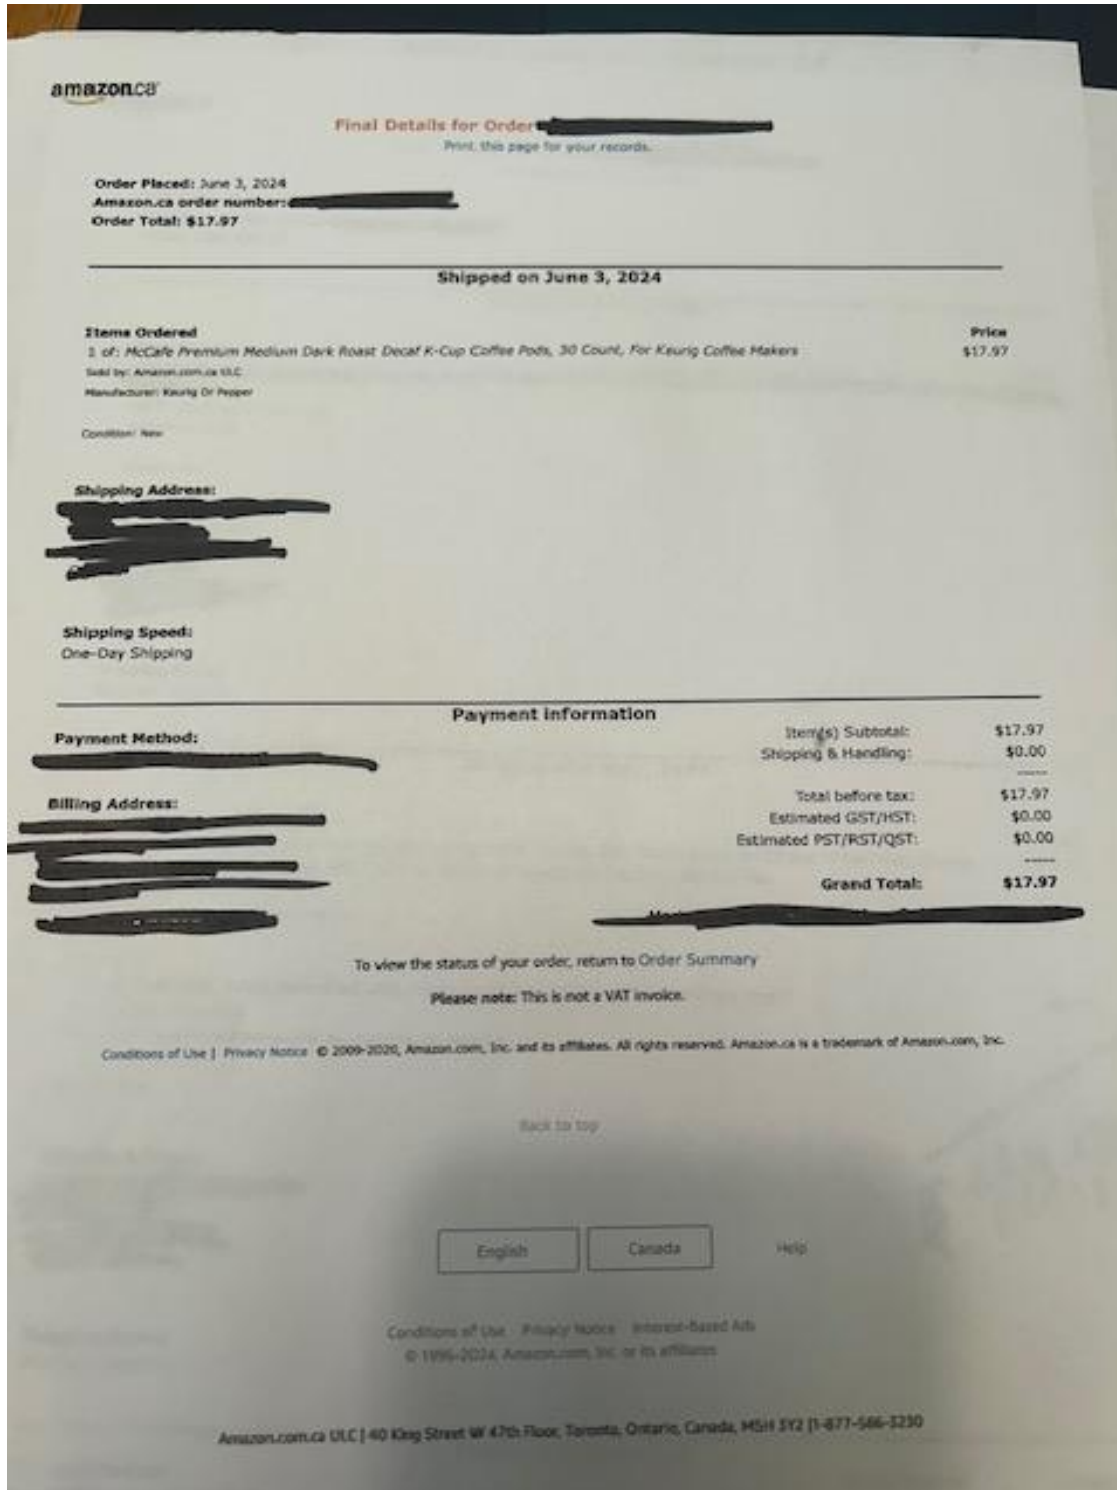 amazon.ca
Final Details for Order
Print this page for your records.
Order Placed: June 3, 2024
Amazon.ca order number:
Order Total: $17.97
Shipped on June 3, 2024
Items Ordered Price
1 of: McCafe Premium Medium Dark Roast Decaf K-Cup Coffee Pods, 30 Count, For Keurig Coffee Makers $17.97
Sold by: Amazon.com.ca ULC
Manufacturer: Keurig Dr Pepper
Condition: New
Shipping Address:
Shipping Speed:
One-Day Shipping
Payment information
Payment Method:
Billing Address:
Item(s) Subtotal: $17.97
Shipping & Handling: $0.00
-----
Total before tax: $17.97
Estimated GST/HST: $0.00
Estimated PST/RST/QST: $0.00
-----
Grand Total: $17.97
To view the status of your order, return to Order Summary
Please note: This is not a VAT invoice.
Conditions of Use | Privacy Notice © 2009-2020, Amazon.com, Inc. and its affiliates. All rights reserved. Amazon.ca is a trademark of Amazon.com, Inc.
Back to top
English Canada Help
Conditions of Use Privacy Notice Interest-Based Ads
© 1996-2024, Amazon.com, Inc. or its affiliates
Amazon.com.ca ULC | 40 King Street W 47th Floor, Toronto, Ontario, Canada, M5H 3Y2 |1-877-586-3230